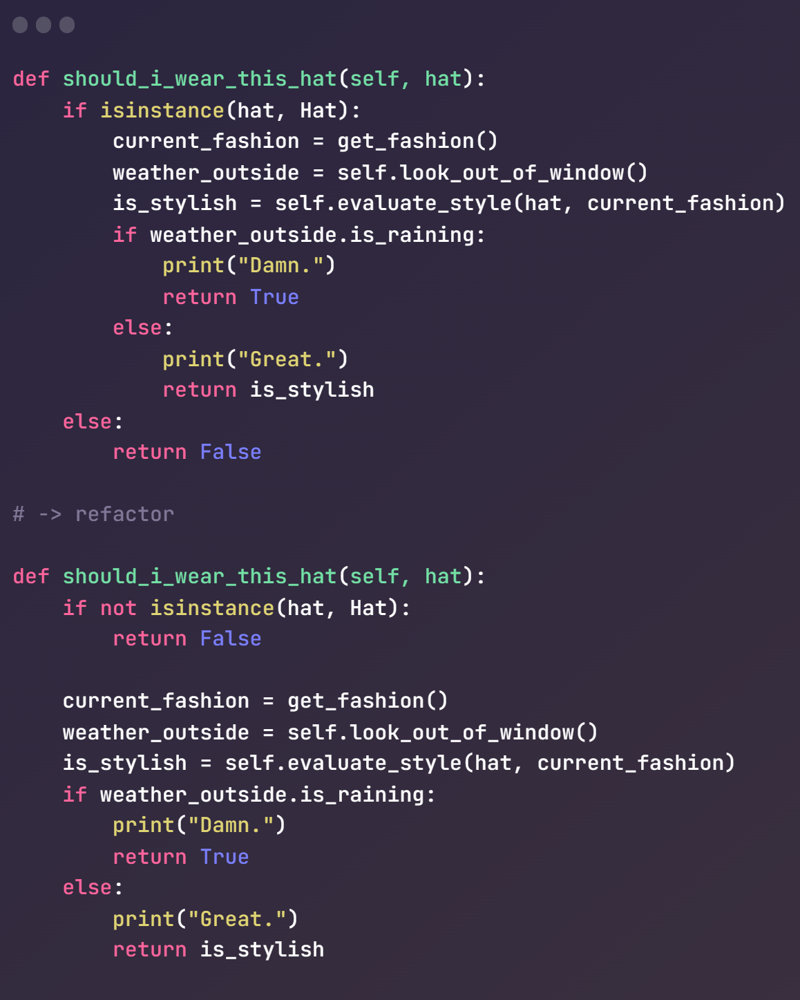 def should_i_wear_this_hat(self, hat):
    if isinstance(hat, Hat):
        current_fashion = get_fashion()
        weather_outside = self.look_out_of_window()
        is_stylish = self.evaluate_style(hat, current_fashion)
        if weather_outside.is_raining:
            print("Damn.")
            return True
        else:
            print("Great.")
            return is_stylish
    else:
        return False

# -> refactor

def should_i_wear_this_hat(self, hat):
    if not isinstance(hat, Hat):
        return False

    current_fashion = get_fashion()
    weather_outside = self.look_out_of_window()
    is_stylish = self.evaluate_style(hat, current_fashion)
    if weather_outside.is_raining:
        print("Damn.")
        return True
    else:
        print("Great.")
        return is_stylish